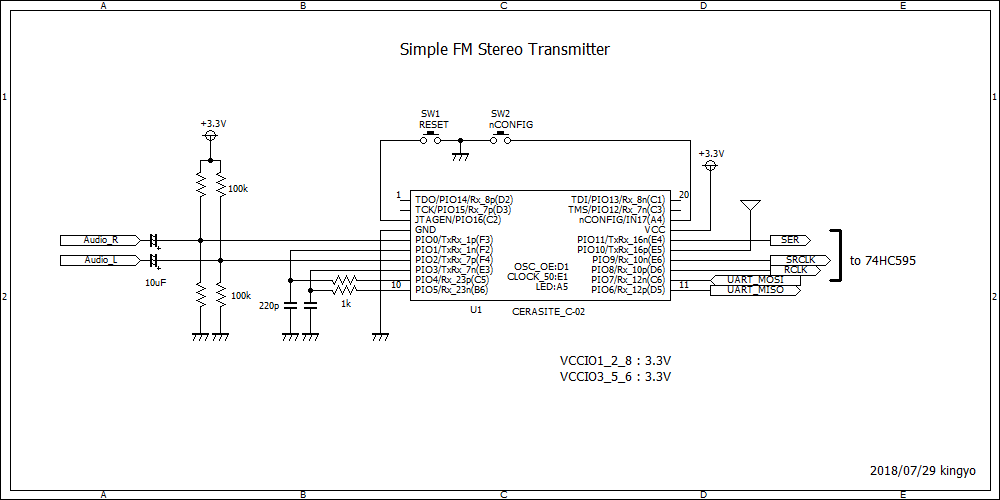 A B C D E
Simple FM Stereo Transmitter
1 1
SW1 SW2
RESET nCONFIG
+3.3V
+3.3V
100k
1 20
TDO/PIO14/Rx_8p(D2) TDI/PIO13/Rx_8n(C1)
TCK/PIO15/Rx_7p(D3) TMS/PIO12/Rx_7n(C3)
JTAGEN/PIO16(C2) nCONFIG/IN17(A4)
GND VCC
Audio_R PIO0/TxRx_1p(F3) PIO11/TxRx_16n(E4) SER
PIO1/TxRx_1n(F2) PIO10/TxRx_16p(E5)
Audio_L PIO2/TxRx_7p(F4) PIO9/Rx_10n(E6) SRCLK to 74HC595
PIO3/TxRx_7n(E3) OSC_OE:D1 PIO8/Rx_10p(D6) RCLK
10uF PIO4/Rx_23p(C5) CLOCK_50:E1 PIO7/Rx_12n(C6) UART_MOSI
10 PIO5/Rx_23n(B6) LED:A5 PIO6/Rx_12p(D5) 11 UART_MISO
2 100k 2
220p 1k
U1 CERASITE_C-02
VCCIO1_2_8 : 3.3V
VCCIO3_5_6 : 3.3V
2018/07/29 kingyo
A B C D E